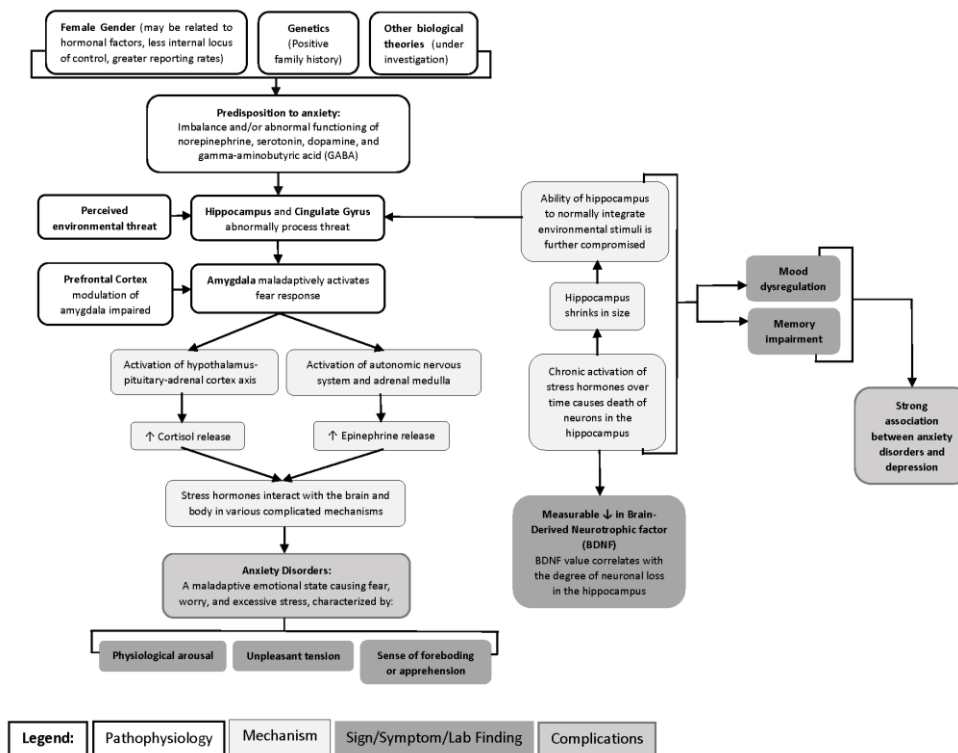 Female Gender (may be related to
hormonal factors, less internal locus
of control, greater reporting rates)
Genetics
(Positive
family history)
Other biological
theories (under
investigation)
Predisposition to anxiety:
Imbalance and/or abnormal functioning of
norepinephrine, serotonin, dopamine, and
gamma-aminobutyric acid (GABA)
Perceived
environmental threat
Hippocampus and Cingulate Gyrus
abnormally process threat
Prefrontal Cortex
modulation of
amygdala impaired
Amygdala maladaptively activates
fear response
Activation of hypothalamus-
pituitary-adrenal cortex axis
Activation of autonomic nervous
system and adrenal medulla
↑ Cortisol release
↑ Epinephrine release
Stress hormones interact with the brain and
body in various complicated mechanisms
Anxiety Disorders:
A maladaptive emotional state causing fear,
worry, and excessive stress, characterized by:
Physiological arousal
Unpleasant tension
Sense of foreboding
or apprehension
Ability of hippocampus
to normally integrate
environmental stimuli is
further compromised
Hippocampus
shrinks in size
Chronic activation of
stress hormones over
time causes death of
neurons in the
hippocampus
Measurable ↓ in Brain-
Derived Neurotrophic factor
(BDNF)
BDNF value correlates with
the degree of neuronal loss
in the hippocampus
Mood
dysregulation
Memory
impairment
Strong
association
between anxiety
disorders and
depression
Legend:
Pathophysiology
Mechanism
Sign/Symptom/Lab Finding
Complications